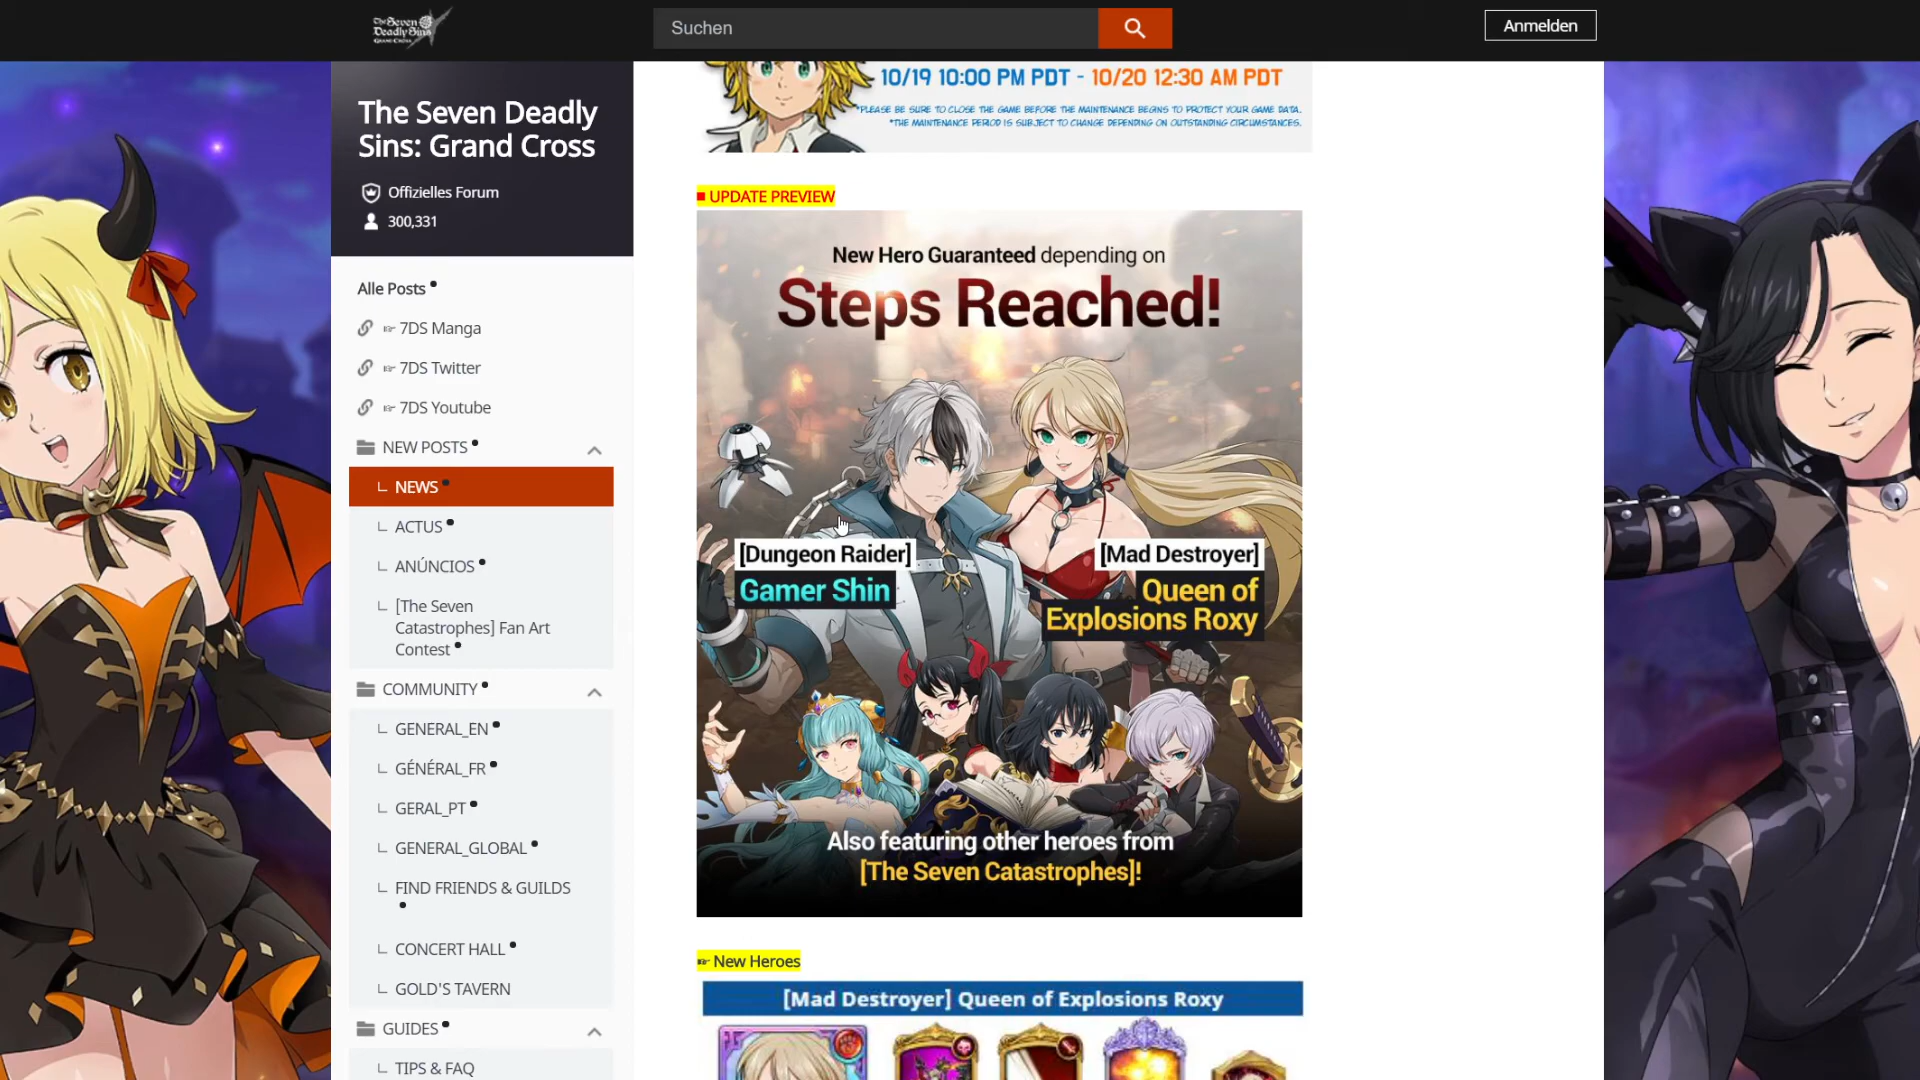 The Seven
Deadly Sins
GRAND CROSS
Suchen
Anmelden
The Seven Deadly
Sins: Grand Cross
Offizielles Forum
300,331
Alle Posts
☞ 7DS Manga
☞ 7DS Twitter
☞ 7DS Youtube
NEW POSTS
NEWS
ACTUS
ANÚNCIOS
[The Seven
Catastrophes] Fan Art
Contest
COMMUNITY
GENERAL_EN
GÉNÉRAL_FR
GERAL_PT
GENERAL_GLOBAL
FIND FRIENDS & GUILDS
CONCERT HALL
GOLD'S TAVERN
GUIDES
TIPS & FAQ
10/19 10:00 PM PDT - 10/20 12:30 AM PDT
*PLEASE BE SURE TO CLOSE THE GAME BEFORE THE MAINTENANCE BEGINS TO PROTECT YOUR GAME DATA.
*THE MAINTENANCE PERIOD IS SUBJECT TO CHANGE DEPENDING ON OUTSTANDING CIRCUMSTANCES.
■ UPDATE PREVIEW
New Hero Guaranteed depending on
Steps Reached!
[Dungeon Raider]
Gamer Shin
[Mad Destroyer]
Queen of
Explosions Roxy
Also featuring other heroes from
[The Seven Catastrophes]!
☞ New Heroes
[Mad Destroyer] Queen of Explosions Roxy